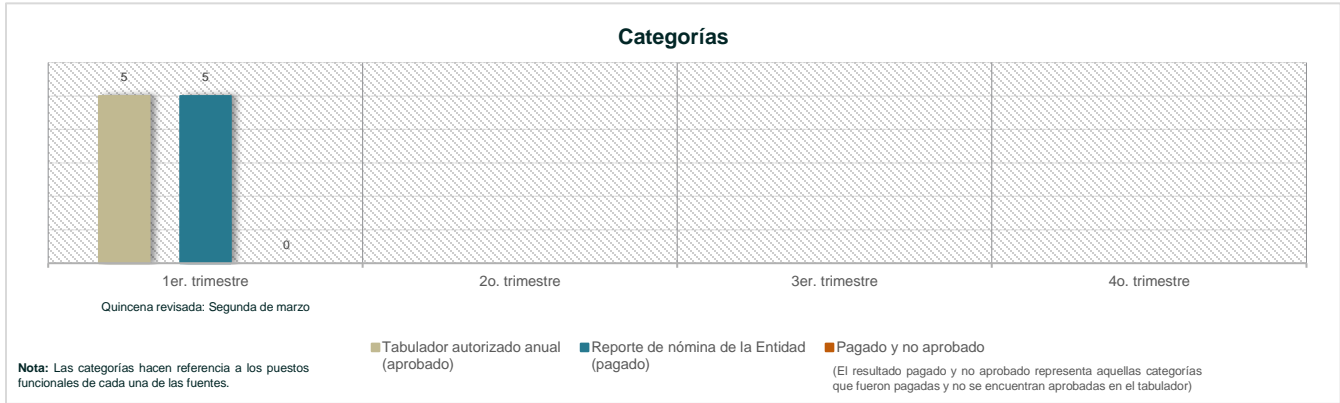 Categorías
5
5
0
1er. trimestre
2o. trimestre
3er. trimestre
4o. trimestre
Quincena revisada: Segunda de marzo
Tabulador autorizado anual
(aprobado)
Reporte de nómina de la Entidad
(pagado)
Pagado y no aprobado
(El resultado pagado y no aprobado representa aquellas categorías
que fueron pagadas y no se encuentran aprobadas en el tabulador)
Nota: Las categorías hacen referencia a los puestos
funcionales de cada una de las fuentes.